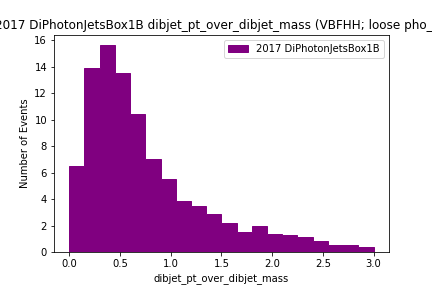 2017 DiPhotonJetsBox1B dibjet_pt_over_dibjet_mass (VBFHH; loose pho_
2017 DiPhotonJetsBox1B
16
14
12
10
8
6
4
2
0
Number of Events
0.0 0.5 1.0 1.5 2.0 2.5 3.0
dibjet_pt_over_dibjet_mass